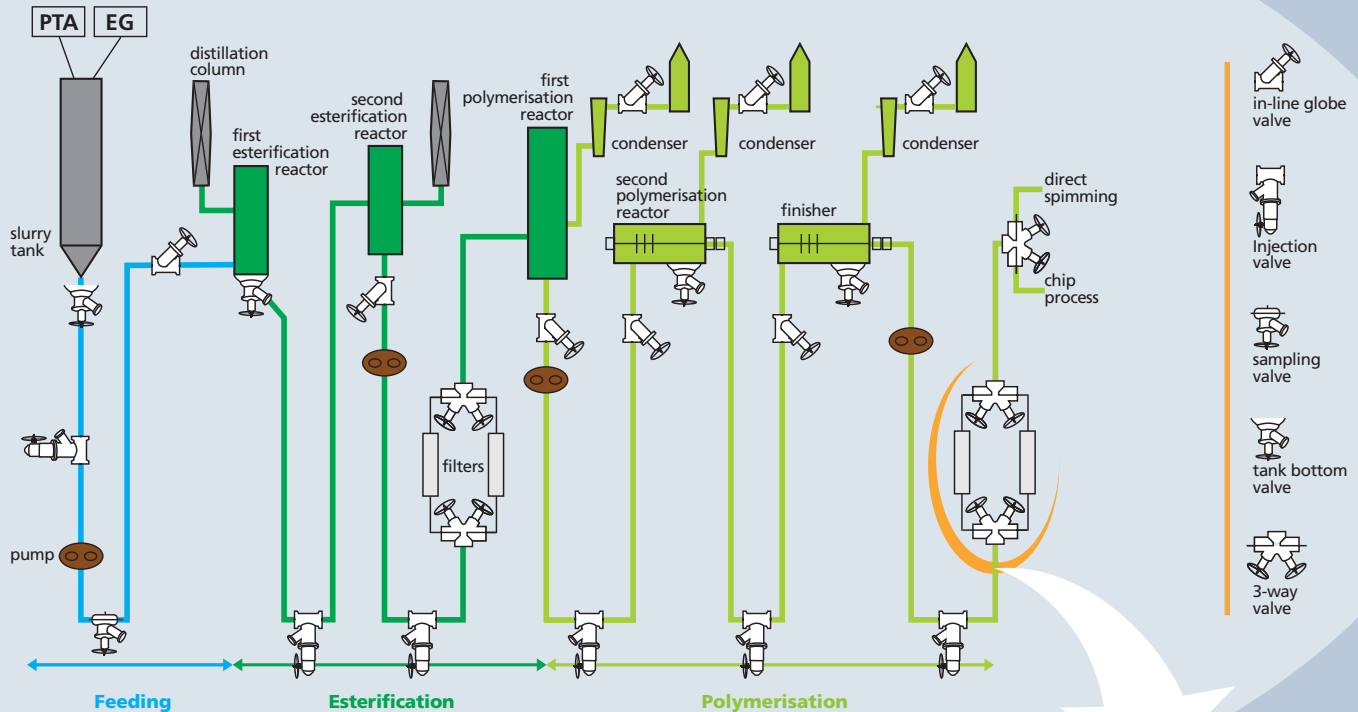 PTA
EG
distillation
column
slurry
tank
first
esterification
reactor
second
esterification
reactor
first
polymerisation
reactor
condenser
condenser
condenser
second
polymerisation
reactor
finisher
direct
spimming
chip
process
filters
pump
Feeding
Esterification
Polymerisation
in-line globe
valve
Injection
valve
sampling
valve
tank bottom
valve
3-way
valve